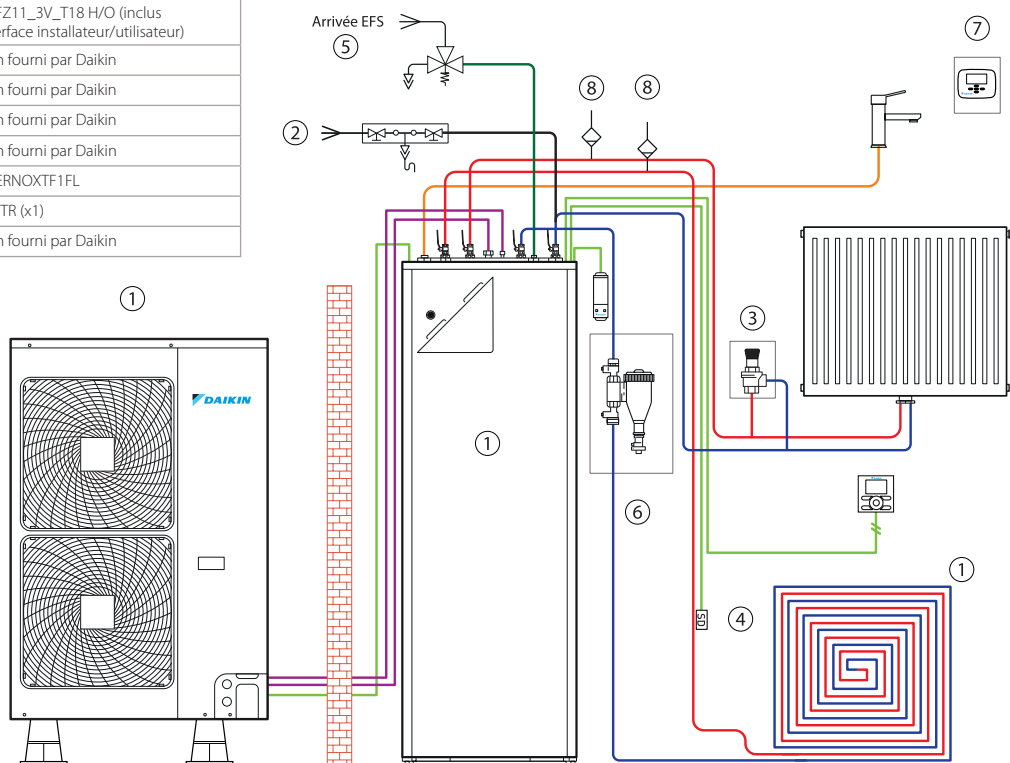 FZ11_3V_T18 H/O (inclus
erface installateur/utilisateur)
n fourni par Daikin
n fourni par Daikin
n fourni par Daikin
n fourni par Daikin
ERNOXTF1FL
TR (x1)
n fourni par Daikin
Arrivée EFS
5
2
8
8
7
1
DAIKIN
1
3
6
4
SD
1